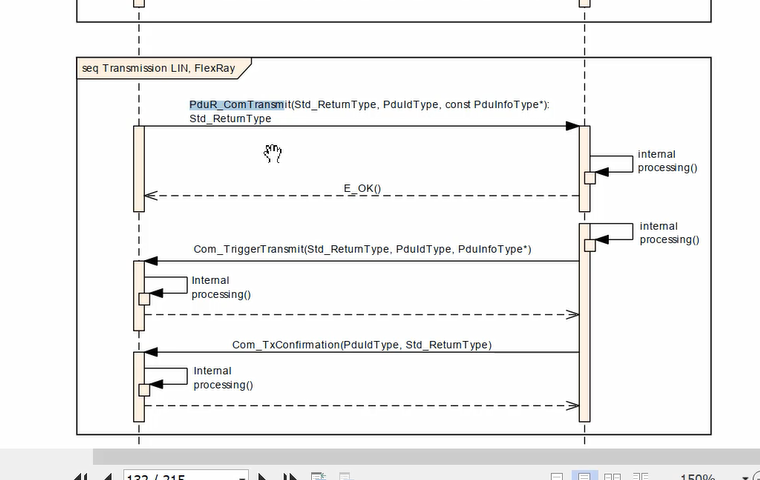 seq Transmission LIN, FlexRay
PduR_ComTransmit(Std_ReturnType, PduIdType, const PduInfoType*):
Std_ReturnType
internal
processing()
E_OK()
internal
processing()
Com_TriggerTransmit(Std_ReturnType, PduIdType, PduInfoType*)
Internal
processing()
Com_TxConfirmation(PduIdType, Std_ReturnType)
Internal
processing()
132 / 215
150%